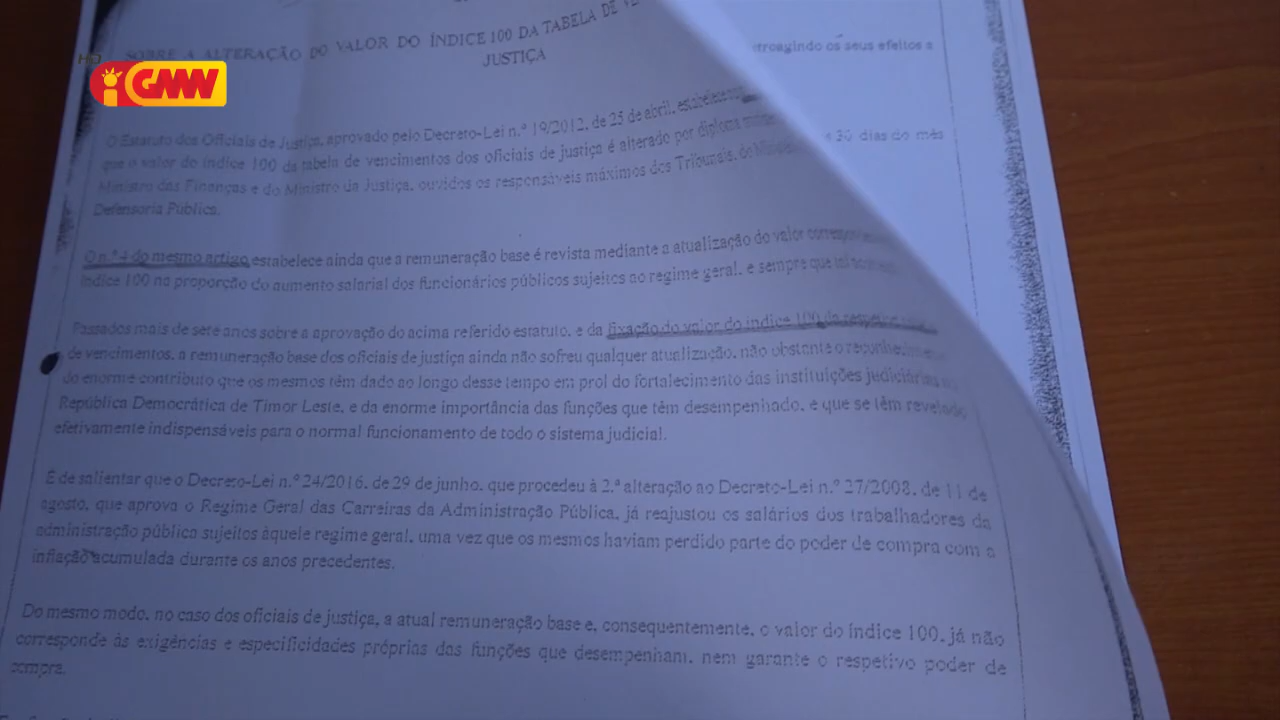 HD
GMN
SOBRE A ALTERAÇÃO DO VALOR DO ÍNDICE 100 DA TABELA DE
JUSTIÇA
etroagindo os seus efeitos a
O Estatuto dos Oficiais de Justiça, aprovado pelo Decreto-Lei n.º 19/2012, de 25 de abril, estabelece
que o valor do índice 100 da tabela de vencimentos dos oficiais de justiça é alterado por diploma
30 dias do mês
Ministro das Finanças e do Ministro da Justiça, ouvidos os responsáveis máximos dos Tribunais, do
Defensoria Pública.
O n.º 4 do mesmo artigo estabelece ainda que a remuneração base é revista mediante a atualização do valor
índice 100 na proporção do aumento salarial dos funcionários públicos sujeitos ao regime geral, e sempre que tal
Passados mais de sete anos sobre a aprovação do acima referido estatuto, e da fixação do valor do índice 100 da
de vencimentos, a remuneração base dos oficiais de justiça ainda não sofreu qualquer atualização, não obstante o
do enorme contributo que os mesmos têm dado ao longo desse tempo em prol do fortalecimento das instituições judiciárias
República Democrática de Timor Leste, e da enorme importância das funções que têm desempenhado, e que se têm revelado
efetivamente indispensáveis para o normal funcionamento de todo o sistema judicial.
É de salientar que o Decreto-Lei n.º 24/2016, de 29 de junho, que procedeu à 2.ª alteração ao Decreto-Lei n.º 27/2008, de 11 de
agosto, que aprova o Regime Geral das Carreiras da Administração Pública, já reajustou os salários dos trabalhadores da
administração pública sujeitos àquele regime geral, uma vez que os mesmos haviam perdido parte do poder de compra com a
inflação acumulada durante os anos precedentes.
Do mesmo modo, no caso dos oficiais de justiça, a atual remuneração base e, consequentemente, o valor do índice 100, já não
corresponde às exigências e especificidades próprias das funções que desempenham, nem garante o respetivo poder de
compra.